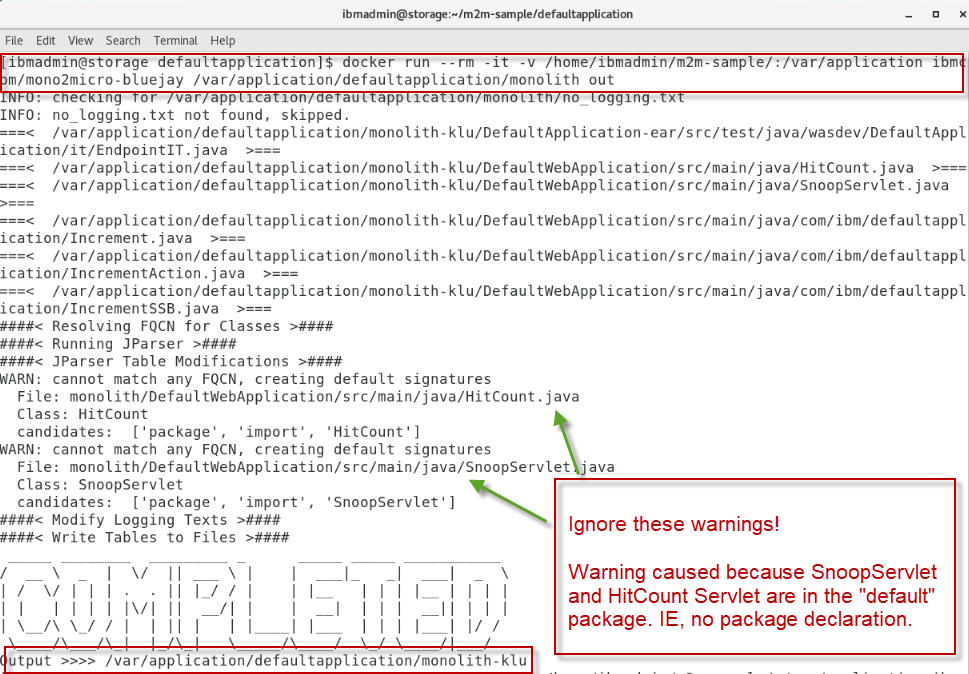 ibmadmin@storage:~/m2m-sample/defaultapplication
File Edit View Search Terminal Help
[ibmadmin@storage defaultapplication]$ docker run --rm -it -v /home/ibmadmin/m2m-sample/:/var/application ibmc
om/mono2micro-bluejay /var/application/defaultapplication/monolith out
INFO: checking for /var/application/defaultapplication/monolith/no_logging.txt
INFO: no_logging.txt not found, skipped.
===< /var/application/defaultapplication/monolith-klu/DefaultApplication-ear/src/test/java/wasdev/DefaultAppl
ication/it/EndpointIT.java >===
===< /var/application/defaultapplication/monolith-klu/DefaultWebApplication/src/main/java/HitCount.java >===
===< /var/application/defaultapplication/monolith-klu/DefaultWebApplication/src/main/java/SnoopServlet.java
>===
===< /var/application/defaultapplication/monolith-klu/DefaultWebApplication/src/main/java/com/ibm/defaultappl
ication/Increment.java >===
===< /var/application/defaultapplication/monolith-klu/DefaultWebApplication/src/main/java/com/ibm/defaultappl
ication/IncrementAction.java >===
===< /var/application/defaultapplication/monolith-klu/DefaultWebApplication/src/main/java/com/ibm/defaultappl
ication/IncrementSSB.java >===
####< Resolving FQCN for Classes >####
####< Running JParser >####
####< JParser Table Modifications >####
WARN: cannot match any FQCN, creating default signatures
File: monolith/DefaultWebApplication/src/main/java/HitCount.java
Class: HitCount
candidates: ['package', 'import', 'HitCount']
WARN: cannot match any FQCN, creating default signatures
File: monolith/DefaultWebApplication/src/main/java/SnoopServlet.java
Class: SnoopServlet
candidates: ['package', 'import', 'SnoopServlet']
####< Modify Logging Texts >####
####< Write Tables to Files >####
COMPLETED
Output >>>> /var/application/defaultapplication/monolith-klu
Ignore these warnings!
Warning caused because SnoopServlet
and HitCount Servlet are in the "default"
package. IE, no package declaration.